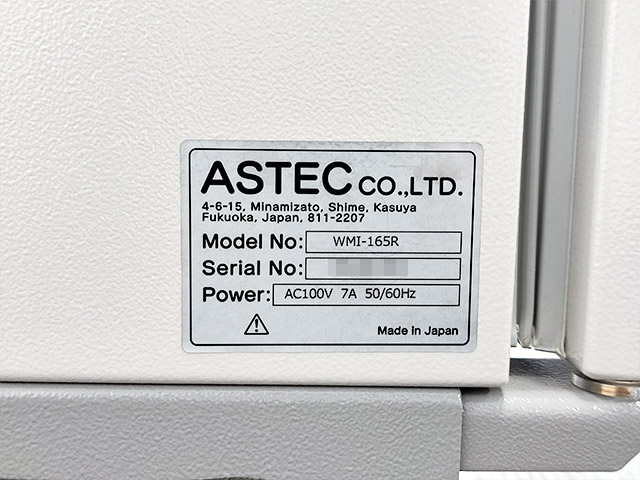 ASTEC CO.,LTD.
4-6-15, Minamizato, Shime, Kasuya
Fukuoka, Japan, 811-2207
Model No: WMI-165R
Serial No:
Power: AC100V 7A 50/60Hz
Made in Japan